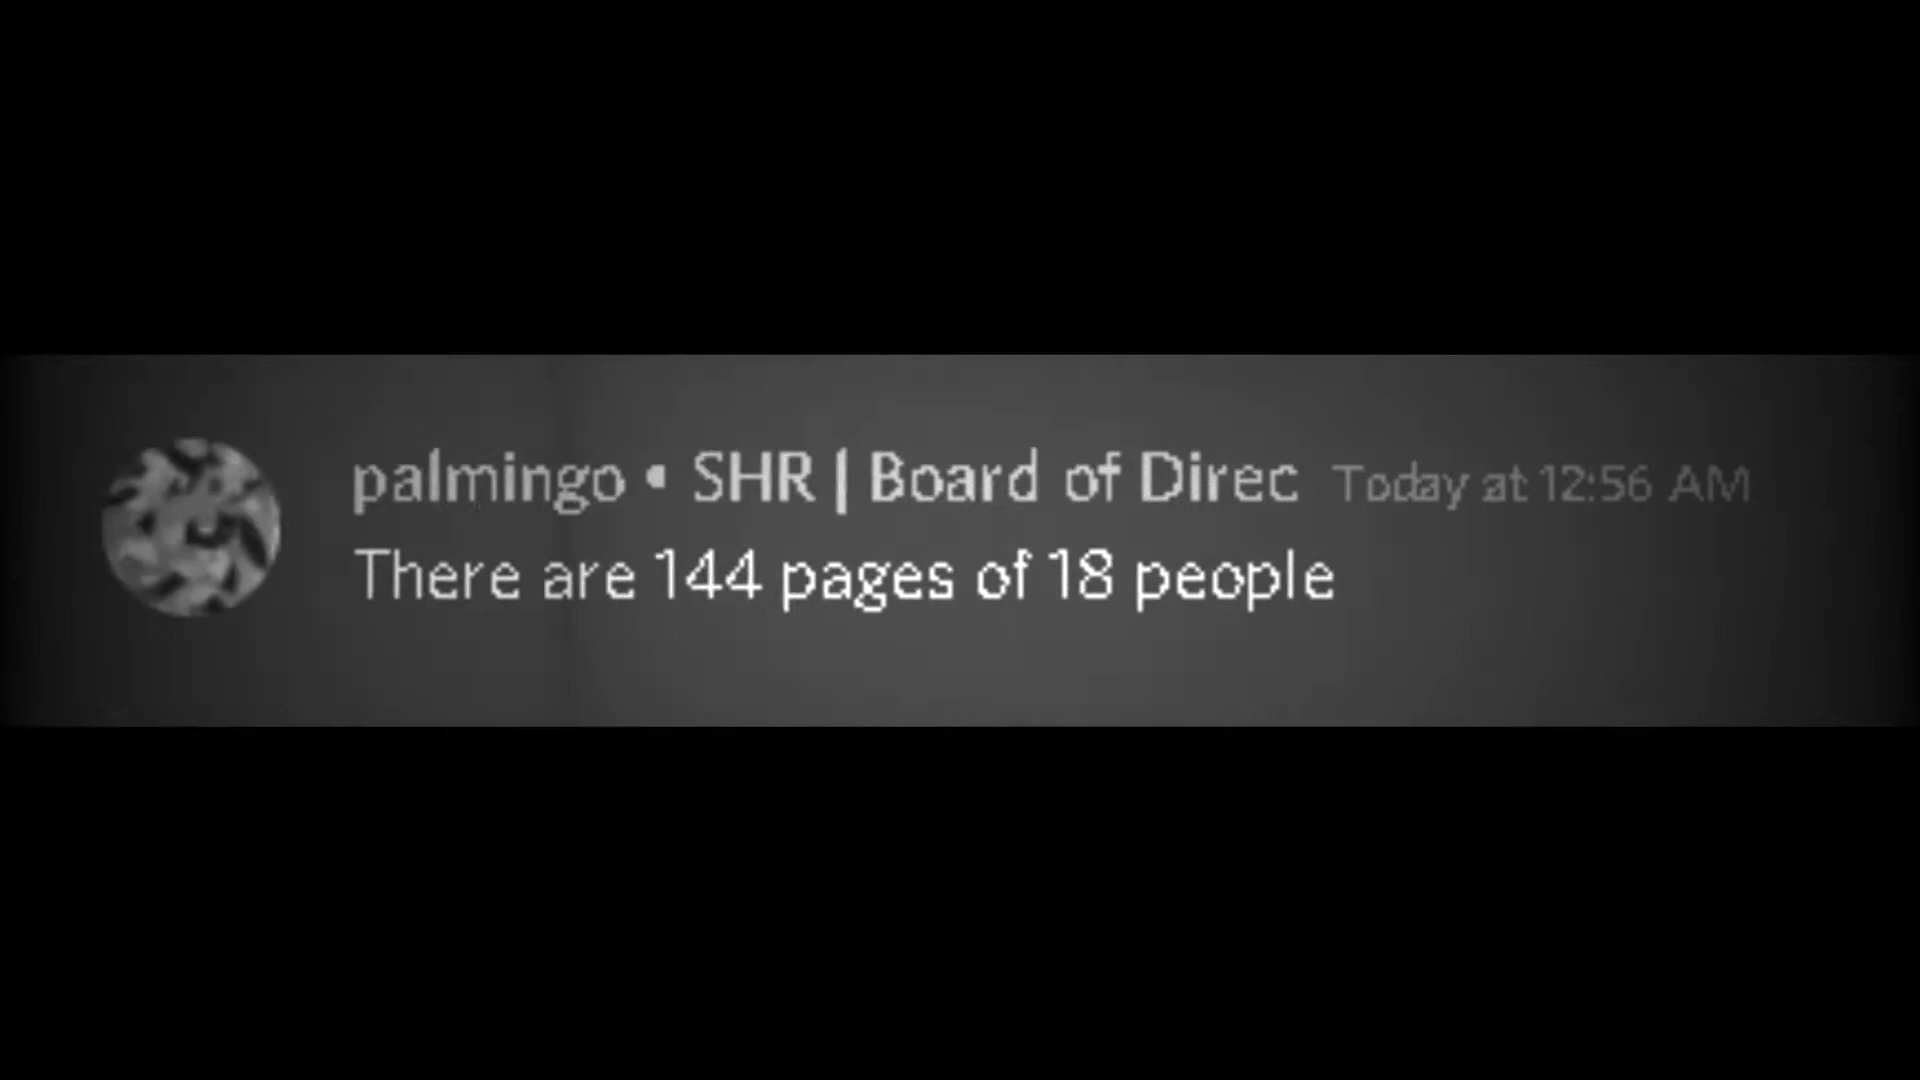 palmingo • SHR | Board of Direc Today at 12:56 AM
There are 144 pages of 18 people